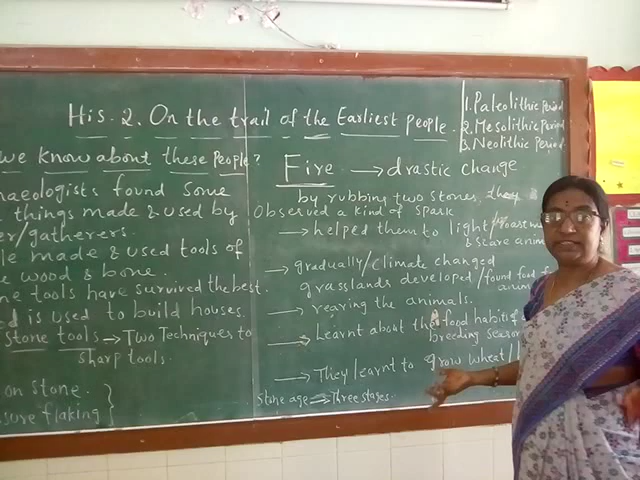 His. 2. On the trail of the Earliest people.
1. Paleolithic Period
2. Mesolithic Period
3. Neolithic Period.
we know about these People?
haeologists found some
things made & used by
er/gatherers.
le made & used tools of
e wood & bone.
ne tools have survived the best.
ed is used to build houses.
Stone tools → Two Techniques to
sharp tools.
on Stone.
sure flaking
Fire → drastic change
by rubbing two stones, they
Observed a kind of spark
→ helped them to light/roast
& scare anim
→ gradually/climate changed
grasslands developed/found food f
→ rearing the animals.
→ Learnt about the food habits
breeding seaso
→ They learnt to grow wheat/
Stone age → Three stages.